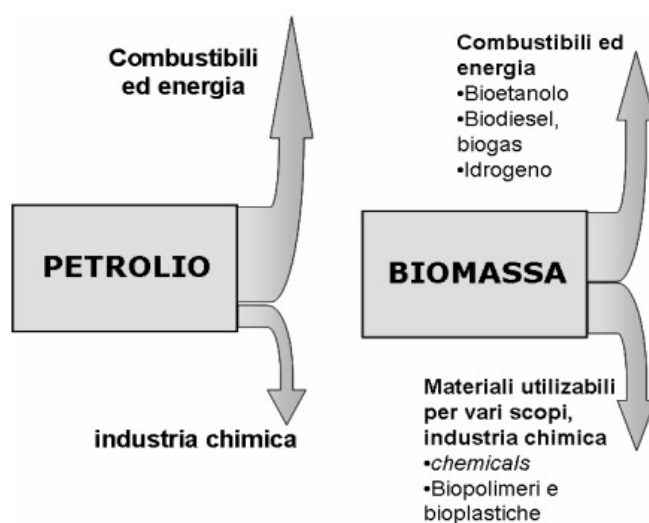 Combustibili
ed energia
PETROLIO
industria chimica
Combustibili ed
energia
•Bioetanolo
•Biodiesel,
biogas
•Idrogeno
BIOMASSA
Materiali utilizabili
per vari scopi,
industria chimica
•chemicals
•Biopolimeri e
bioplastiche